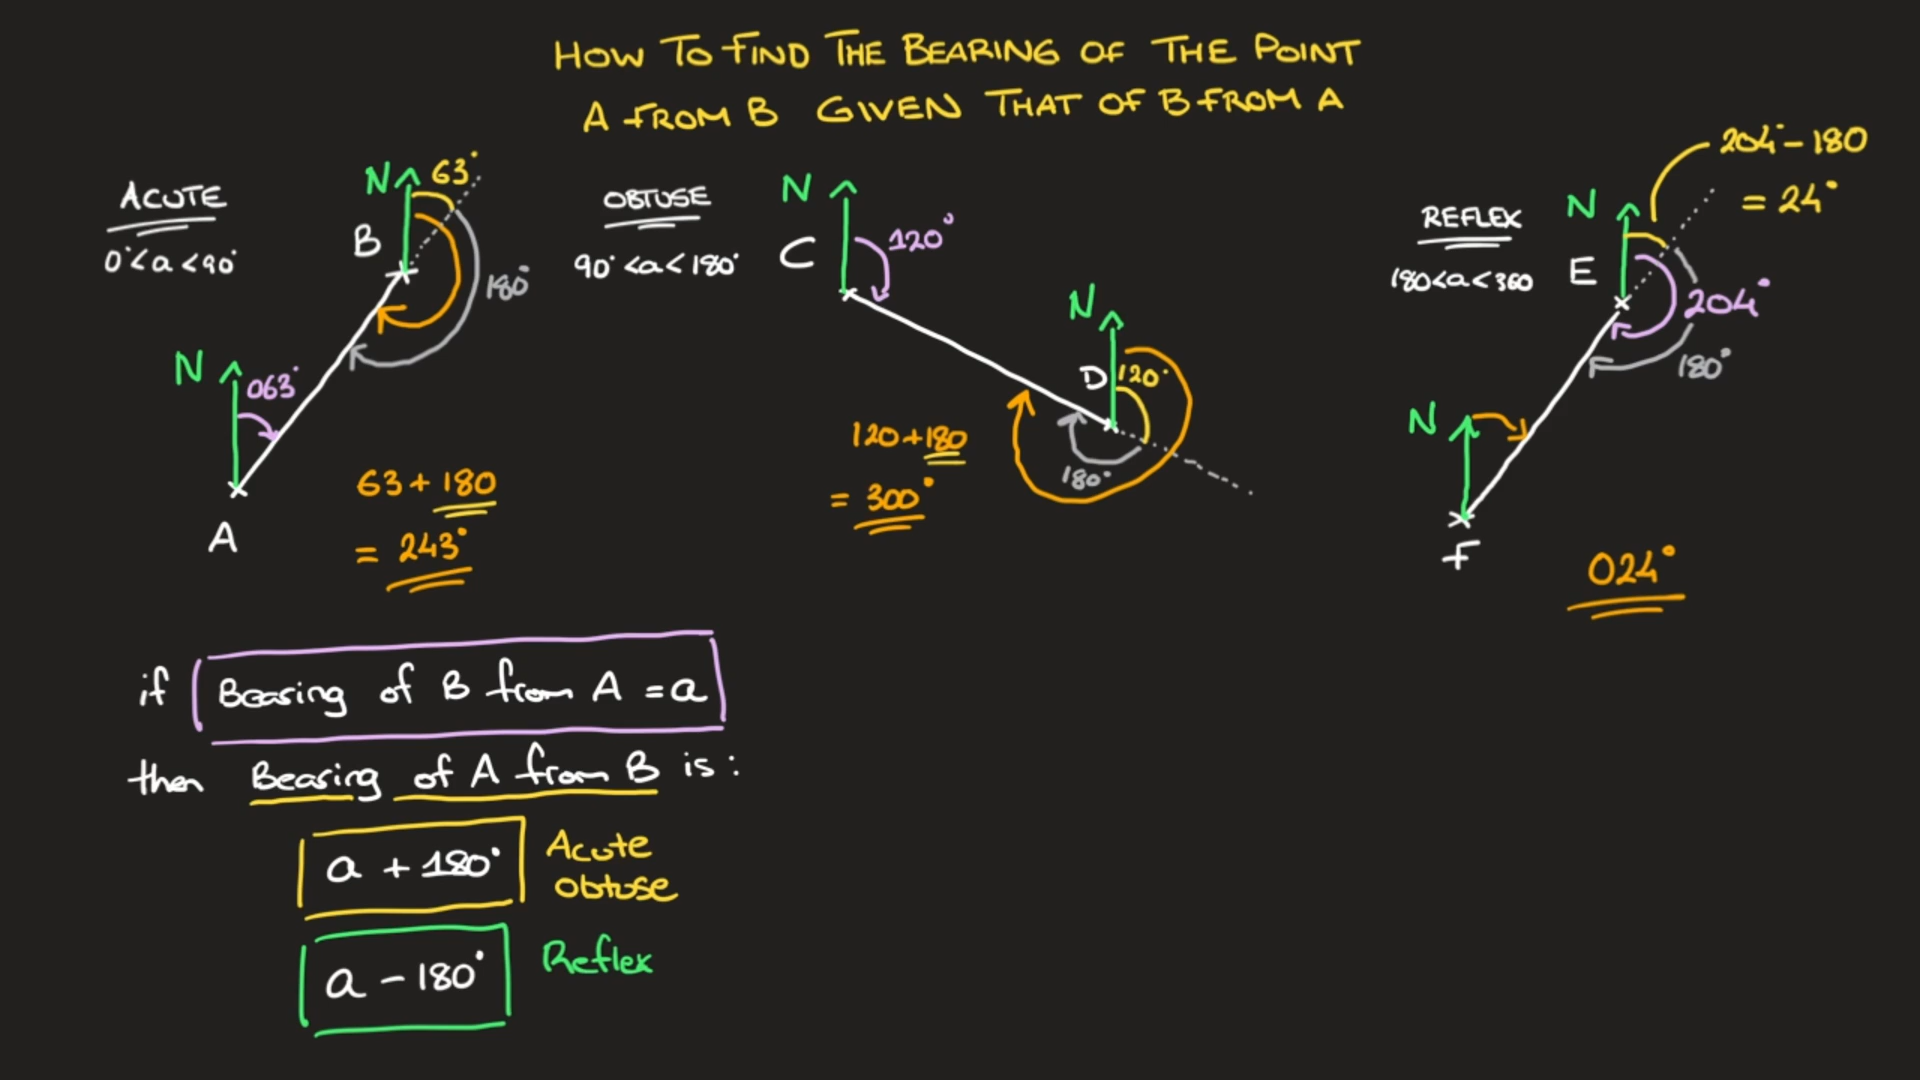 HOW TO FIND THE BEARING OF THE POINT
A FROM B GIVEN THAT OF B FROM A
ACUTE
0°<a<90°
N 63°
B
180°
N 063°
A
63+180
= 243°
OBTUSE
90°<a<180°
N
C
120°
N
D 120°
180°
120+180
= 300°
REFLEX
180<a<360
204°-180
= 24°
N
E
204°
180°
N
F
024°
if Bearing of B from A = a
then Bearing of A from B is:
a + 180° Acute
obtuse
a - 180° Reflex